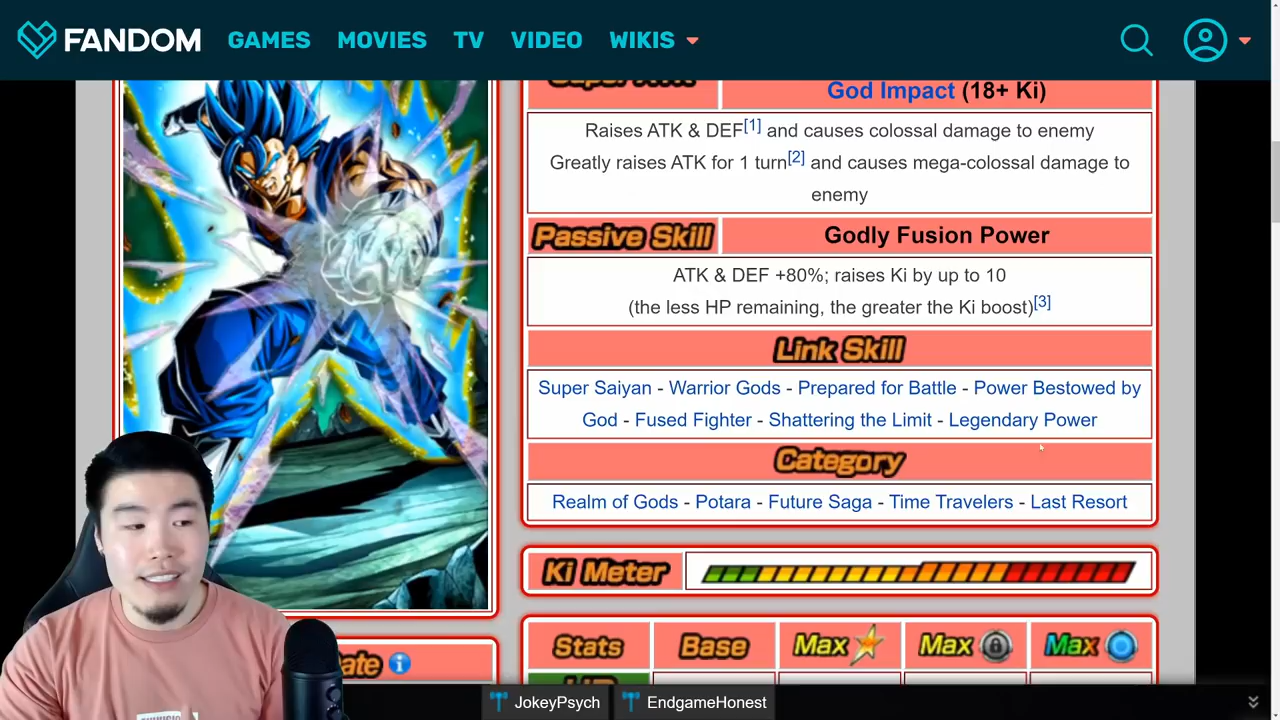 FANDOM GAMES MOVIES TV VIDEO WIKIS
Super ATK God Impact (18+ Ki)
Raises ATK & DEF[1] and causes colossal damage to enemy
Greatly raises ATK for 1 turn[2] and causes mega-colossal damage to
enemy
Passive Skill Godly Fusion Power
ATK & DEF +80%; raises Ki by up to 10
(the less HP remaining, the greater the Ki boost)[3]
Link Skill
Super Saiyan - Warrior Gods - Prepared for Battle - Power Bestowed by
God - Fused Fighter - Shattering the Limit - Legendary Power
Category
Realm of Gods - Potara - Future Saga - Time Travelers - Last Resort
Ki Meter
Stats Base Max Max Max
ate i
HP
JokeyPsych EndgameHonest